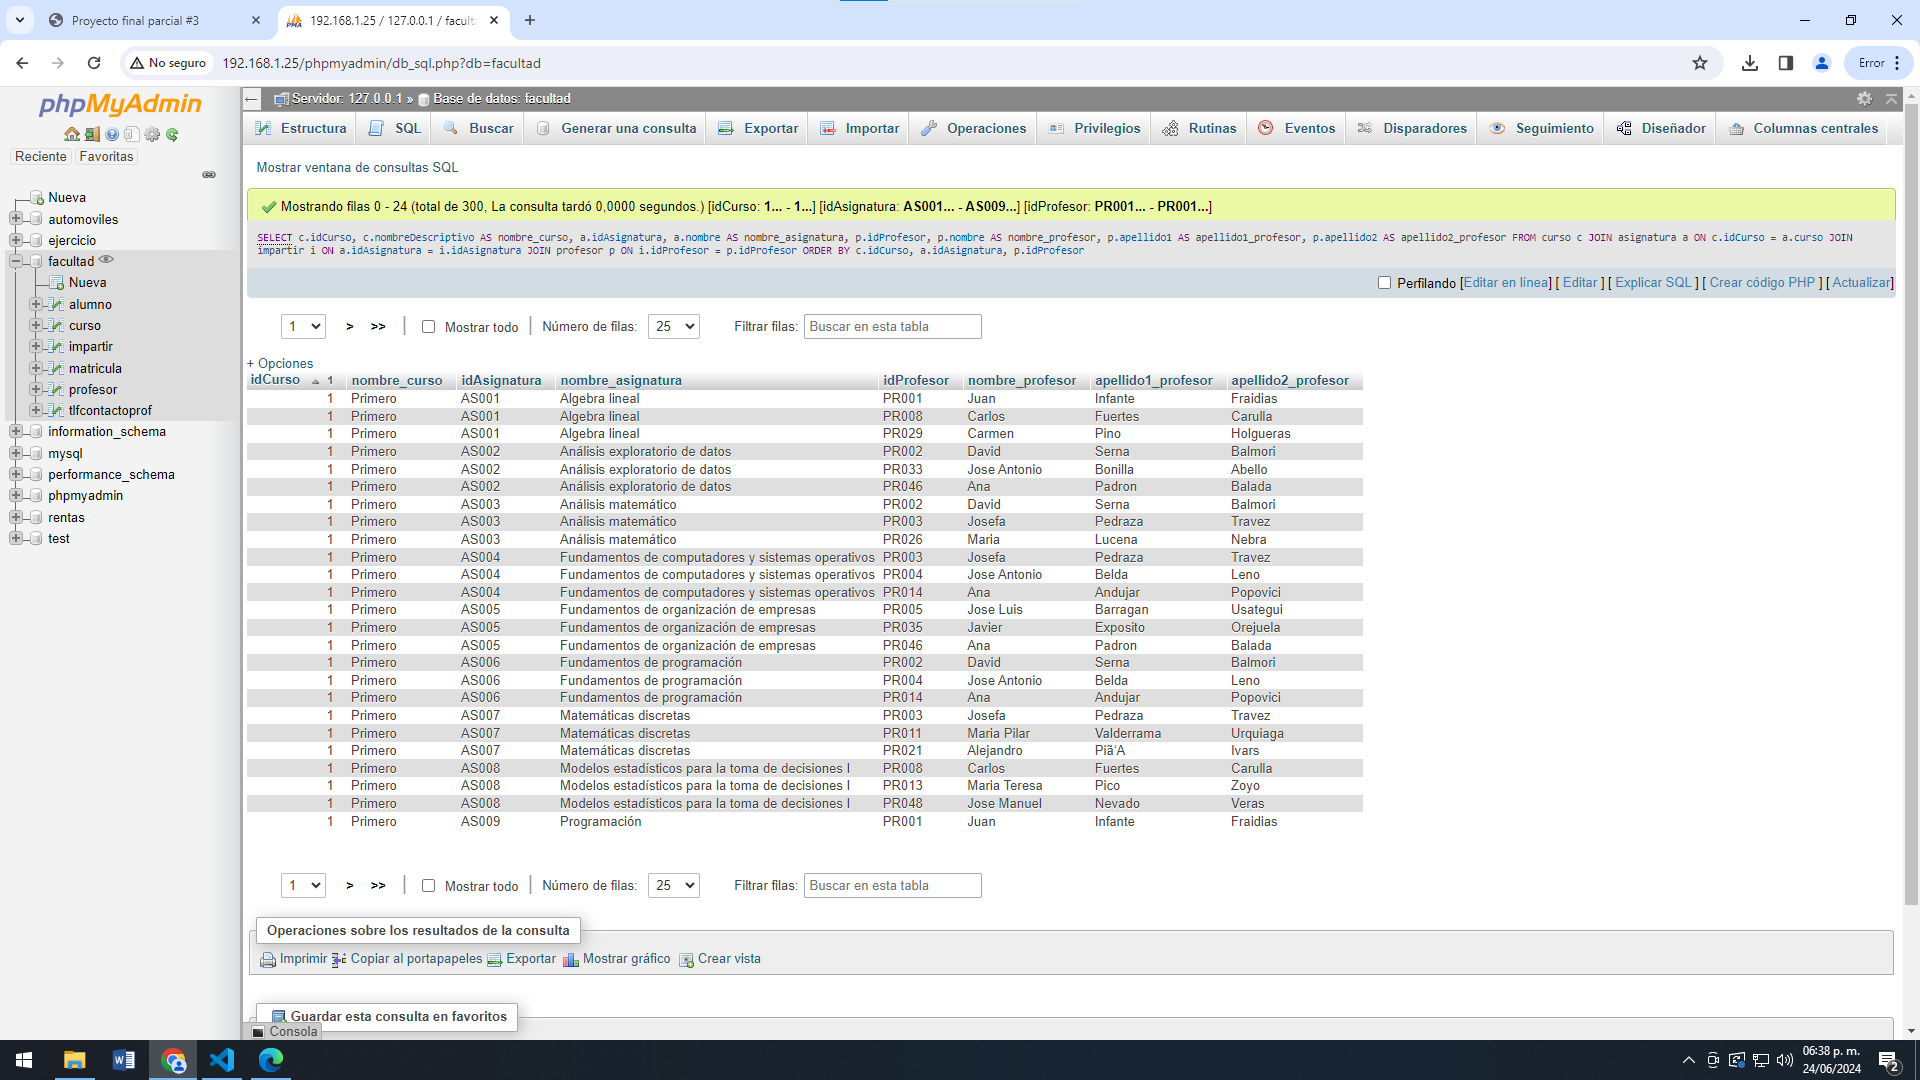 Proyecto final parcial #3
192.168.1.25 / 127.0.0.1 / facult
No seguro
192.168.1.25/phpmyadmin/db_sql.php?db=facultad
Error
phpMyAdmin
Reciente
Favoritas
Nueva
automoviles
ejercicio
facultad
Nueva
alumno
curso
impartir
matricula
profesor
tlfcontactoprof
information_schema
mysql
performance_schema
phpmyadmin
rentas
test
Servidor: 127.0.0.1 » Base de datos: facultad
Estructura SQL Buscar Generar una consulta Exportar Importar Operaciones Privilegios Rutinas Eventos Disparadores Seguimiento Diseñador Columnas centrales
Mostrar ventana de consultas SQL
Mostrando filas 0 - 24 (total de 300, La consulta tardó 0,0000 segundos.) [idCurso: 1... - 1...] [idAsignatura: AS001... - AS009...] [idProfesor: PR001... - PR001...]
SELECT c.idCurso, c.nombreDescriptivo AS nombre_curso, a.idAsignatura, a.nombre AS nombre_asignatura, p.idProfesor, p.nombre AS nombre_profesor, p.apellido1 AS apellido1_profesor, p.apellido2 AS apellido2_profesor FROM curso c JOIN asignatura a ON c.idCurso = a.curso JOIN
impartir i ON a.idAsignatura = i.idAsignatura JOIN profesor p ON i.idProfesor = p.idProfesor ORDER BY c.idCurso, a.idAsignatura, p.idProfesor
Perfilando [Editar en línea] [ Editar ] [ Explicar SQL ] [ Crear código PHP ] [ Actualizar]
1 > >> Mostrar todo Número de filas: 25 Filtrar filas: Buscar en esta tabla
+ Opciones
idCurso 1 nombre_curso idAsignatura nombre_asignatura idProfesor nombre_profesor apellido1_profesor apellido2_profesor
1 Primero AS001 Algebra lineal PR001 Juan Infante Fraidias
1 Primero AS001 Algebra lineal PR008 Carlos Fuertes Carulla
1 Primero AS001 Algebra lineal PR029 Carmen Pino Holgueras
1 Primero AS002 Análisis exploratorio de datos PR002 David Serna Balmori
1 Primero AS002 Análisis exploratorio de datos PR033 Jose Antonio Bonilla Abello
1 Primero AS002 Análisis exploratorio de datos PR046 Ana Padron Balada
1 Primero AS003 Análisis matemático PR002 David Serna Balmori
1 Primero AS003 Análisis matemático PR003 Josefa Pedraza Travez
1 Primero AS003 Análisis matemático PR026 Maria Lucena Nebra
1 Primero AS004 Fundamentos de computadores y sistemas operativos PR003 Josefa Pedraza Travez
1 Primero AS004 Fundamentos de computadores y sistemas operativos PR004 Jose Antonio Belda Leno
1 Primero AS004 Fundamentos de computadores y sistemas operativos PR014 Ana Andujar Popovici
1 Primero AS005 Fundamentos de organización de empresas PR005 Jose Luis Barragan Usategui
1 Primero AS005 Fundamentos de organización de empresas PR035 Javier Exposito Orejuela
1 Primero AS005 Fundamentos de organización de empresas PR046 Ana Padron Balada
1 Primero AS006 Fundamentos de programación PR002 David Serna Balmori
1 Primero AS006 Fundamentos de programación PR004 Jose Antonio Belda Leno
1 Primero AS006 Fundamentos de programación PR014 Ana Andujar Popovici
1 Primero AS007 Matemáticas discretas PR003 Josefa Pedraza Travez
1 Primero AS007 Matemáticas discretas PR011 Maria Pilar Valderrama Urquiaga
1 Primero AS007 Matemáticas discretas PR021 Alejandro Piã‘A Ivars
1 Primero AS008 Modelos estadísticos para la toma de decisiones I PR008 Carlos Fuertes Carulla
1 Primero AS008 Modelos estadísticos para la toma de decisiones I PR013 Maria Teresa Pico Zoyo
1 Primero AS008 Modelos estadísticos para la toma de decisiones I PR048 Jose Manuel Nevado Veras
1 Primero AS009 Programación PR001 Juan Infante Fraidias
1 > >> Mostrar todo Número de filas: 25 Filtrar filas: Buscar en esta tabla
Operaciones sobre los resultados de la consulta
Imprimir Copiar al portapapeles Exportar Mostrar gráfico Crear vista
Guardar esta consulta en favoritos
Consola
06:38 p. m.
24/06/2024
2